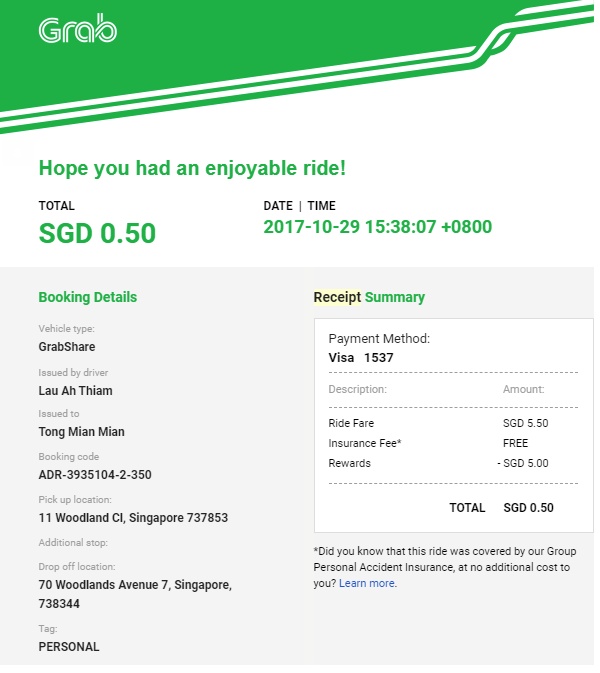 Grab
Hope you had an enjoyable ride!
TOTAL
SGD 0.50
DATE | TIME
2017-10-29 15:38:07 +0800
Booking Details
Vehicle type:
GrabShare
Issued by driver
Lau Ah Thiam
Issued to
Tong Mian Mian
Booking code
ADR-3935104-2-350
Pick up location:
11 Woodland Cl, Singapore 737853
Additional stop:
Drop off location:
70 Woodlands Avenue 7, Singapore,
738344
Tag:
PERSONAL
Receipt Summary
Payment Method:
Visa 1537
Description: Amount:
Ride Fare SGD 5.50
Insurance Fee* FREE
Rewards - SGD 5.00
TOTAL SGD 0.50
*Did you know that this ride was covered by our Group
Personal Accident Insurance, at no additional cost to
you? Learn more.